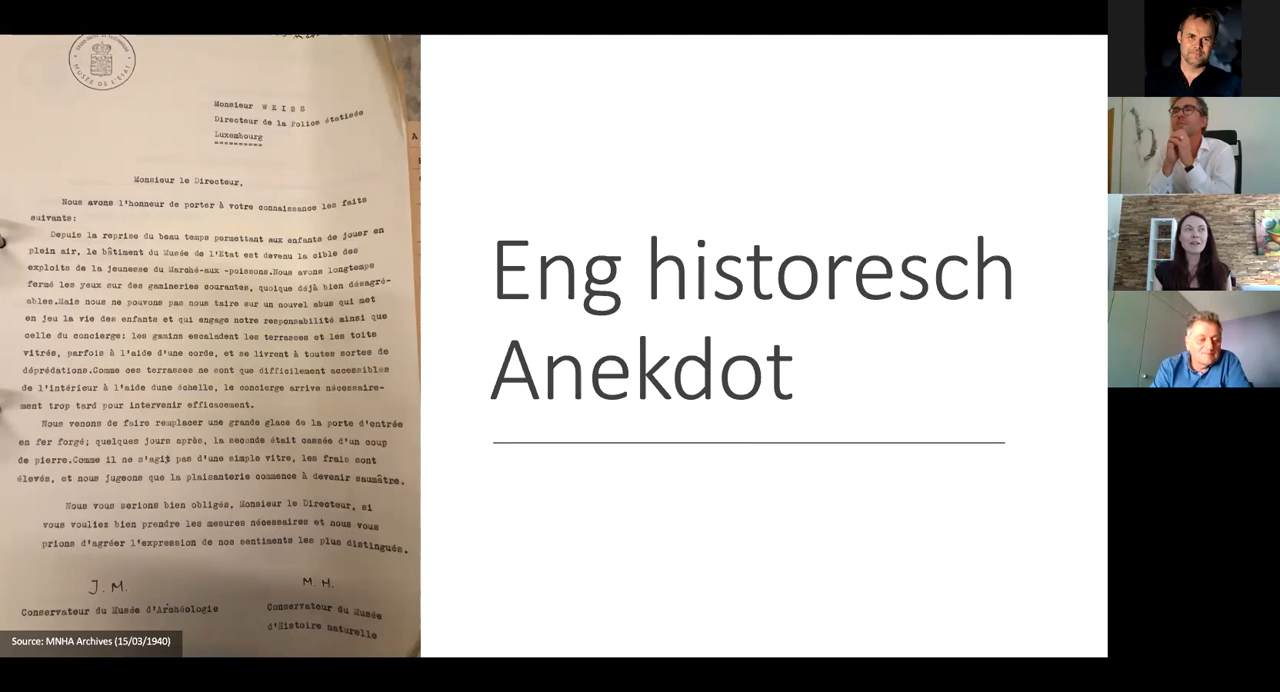 MUSÉE DE L'ÉTAT
Monsieur WEISS
Directeur de la Police étatisée
Luxembourg
==========
Monsieur le Directeur,
Nous avons l'honneur de porter à votre connaissance les faits
suivants:
Depuis la reprise du beau temps permettant aux enfants de jouer en
plein air, le bâtiment du Musée de l'Etat est devenu la cible des
exploits de la jeunesse du Marché-aux -poissons.Nous avons longtemps
fermé les yeux sur des gamineries courantes, quoique déjà bien désagré-
ables.Mais nous ne pouvons pas nous taire sur un nouvel abus qui met
en jeu la vie des enfants et qui engage notre responsabilité ainsi que
celle du concierge: les gamins escaladent les terrasses et les toits
vitrés, parfois à l'aide d'une corde, et se livrent à toutes sortes de
déprédations.Comme ces terrasses ne sont que difficilement accessibles
de l'intérieur à l'aide dune échelle, le concierge arrive nécessaire-
ment trop tard pour intervenir efficacement.
Nous venons de faire remplacer une grande glace de la porte d'entrée
en fer forgé; quelques jours après, la seconde était cassée d'un coup
de pierre.Comme il ne s'agit pas d'une simple vitre, les frais sont
élevés, et nous jugeons que la plaisanterie commence à devenir saumâtre.
Nous vous serions bien obligés, Monsieur le Directeur, si
vous vouliez bien prendre les mesures nécessaires et nous vous
prions d'agréer l'expression de nos sentiments les plus distingués.
J.M.
M.H.
Conservateur du Musée d'Archéologie
Conservateur du Musée
d'Histoire naturelle
Source: MNHA Archives (15/03/1940)
Eng historesch
Anekdot